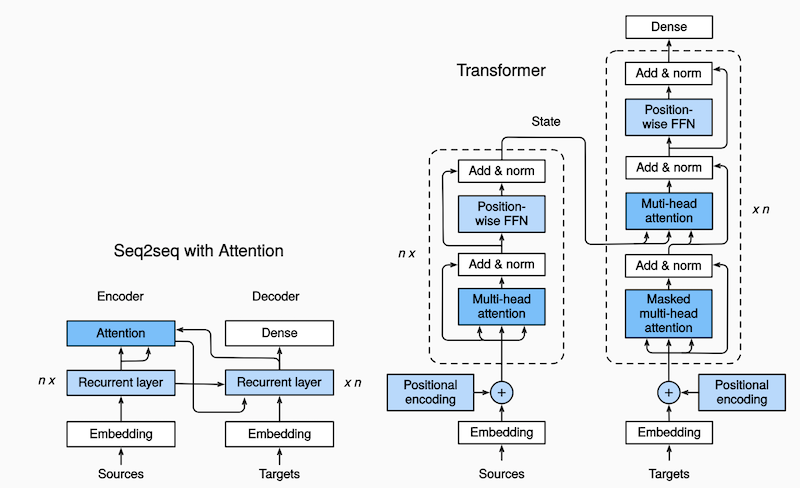 Seq2seq with Attention
Encoder
Decoder
Attention
Dense
n x
Recurrent layer
Recurrent layer
x n
Embedding
Embedding
Sources
Targets
Transformer
State
n x
Add & norm
Position-
wise FFN
Add & norm
Multi-head
attention
Positional
encoding
+
Embedding
Sources
Dense
Add & norm
Position-
wise FFN
Add & norm
Muti-head
attention
x n
Add & norm
Masked
multi-head
attention
+
Positional
encoding
Embedding
Targets